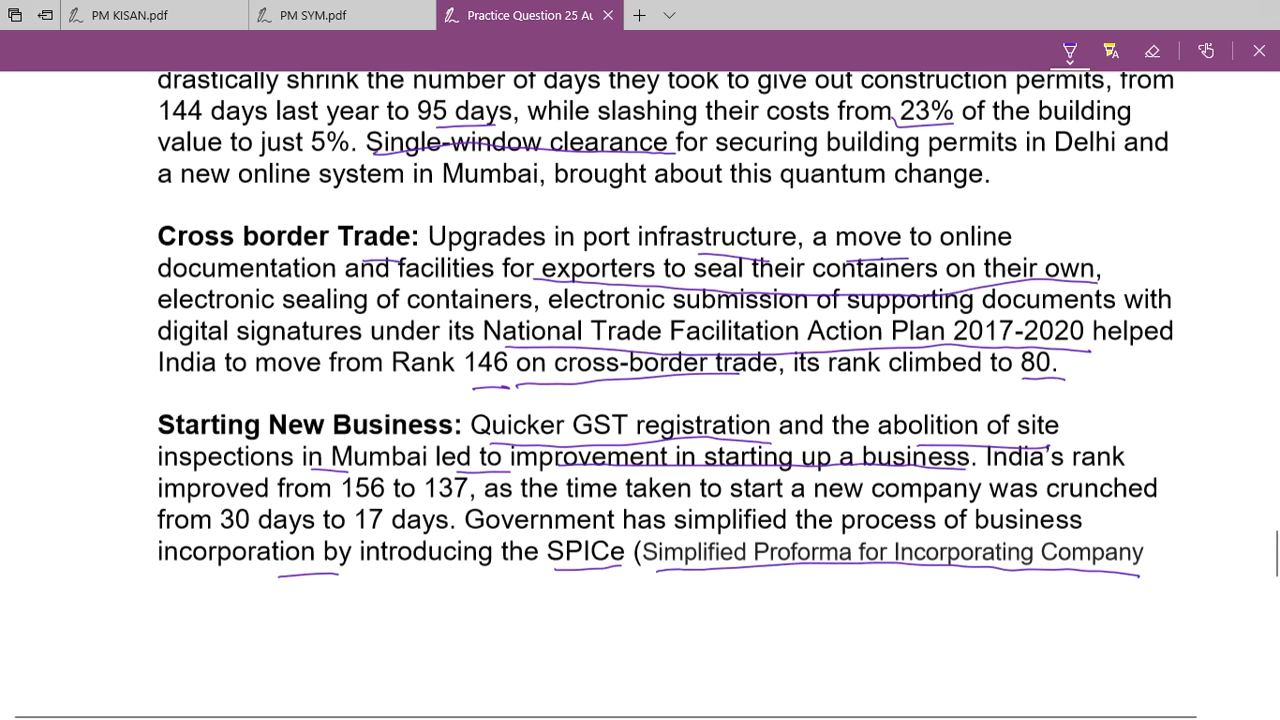 PM KISAN.pdf
PM SYM.pdf
Practice Question 25 Au
drastically shrink the number of days they took to give out construction permits, from
144 days last year to 95 days, while slashing their costs from 23% of the building
value to just 5%. Single-window clearance for securing building permits in Delhi and
a new online system in Mumbai, brought about this quantum change.
Cross border Trade: Upgrades in port infrastructure, a move to online
documentation and facilities for exporters to seal their containers on their own,
electronic sealing of containers, electronic submission of supporting documents with
digital signatures under its National Trade Facilitation Action Plan 2017-2020 helped
India to move from Rank 146 on cross-border trade, its rank climbed to 80.
Starting New Business: Quicker GST registration and the abolition of site
inspections in Mumbai led to improvement in starting up a business. India's rank
improved from 156 to 137, as the time taken to start a new company was crunched
from 30 days to 17 days. Government has simplified the process of business
incorporation by introducing the SPICe (Simplified Proforma for Incorporating Company